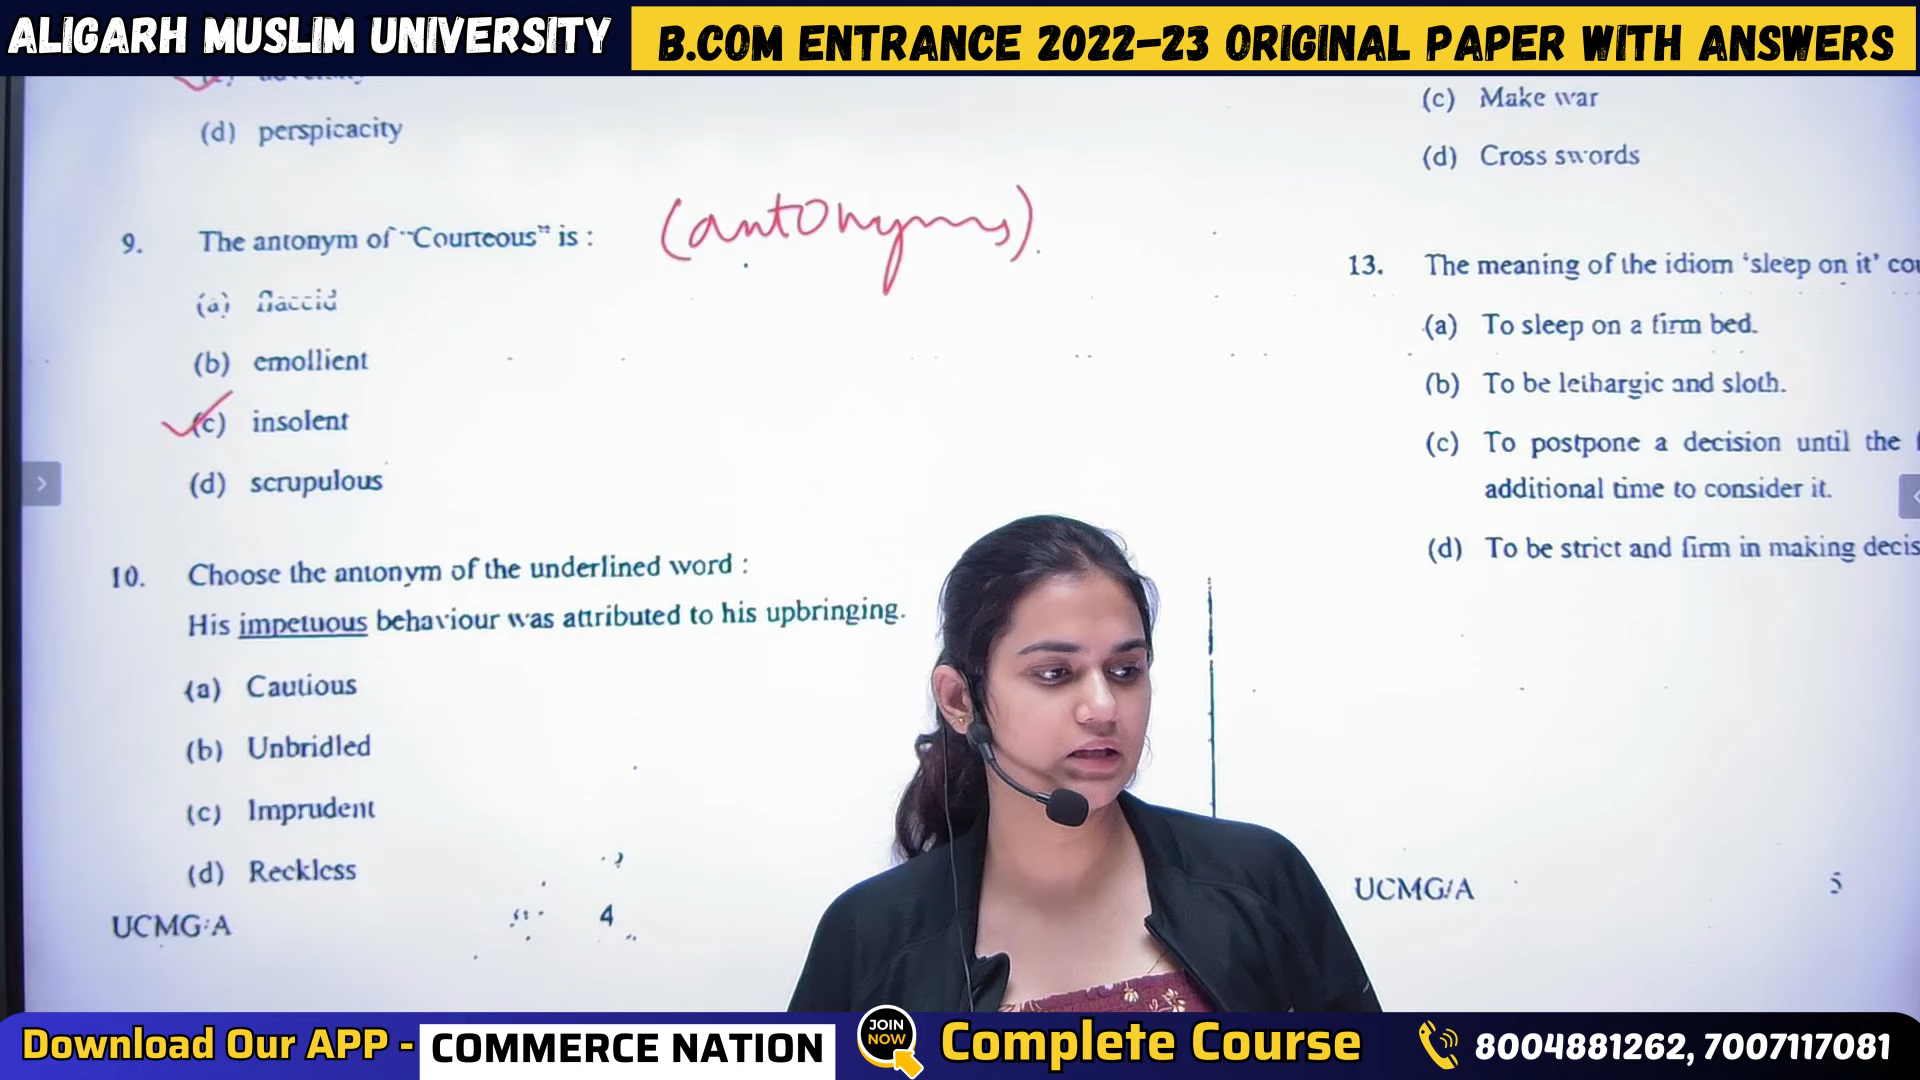 ALIGARH MUSLIM UNIVERSITY
B.COM ENTRANCE 2022-23 ORIGINAL PAPER WITH ANSWERS
(d) perspicacity
9. The antonym of "Courteous" is :
(antonyms)
(a) flaccid
(b) emollient
(c) insolent
(d) scrupulous
10. Choose the antonym of the underlined word :
His impetuous behaviour was attributed to his upbringing.
(a) Cautious
(b) Unbridled
(c) Imprudent
(d) Reckless
UCMG/A
4
(c) Make war
(d) Cross swords
13. The meaning of the idiom 'sleep on it'
(a) To sleep on a firm bed.
(b) To be lethargic and sloth.
(c) To postpone a decision until the
additional time to consider it.
(d) To be strict and firm in making
UCMG/A
5
Download Our APP -
COMMERCE NATION
JOIN
NOW
Complete Course
8004881262, 7007117081